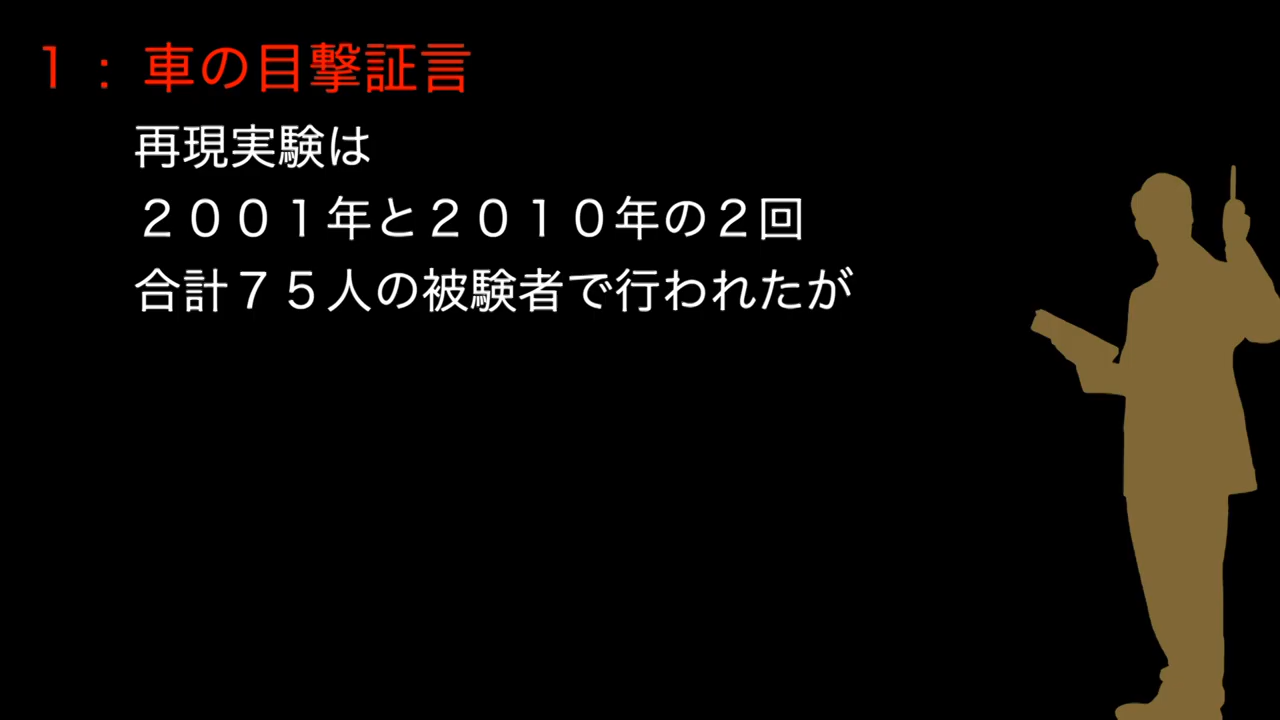 １：車の目撃証言
再現実験は
２００１年と２０１０年の２回
合計７５人の被験者で行われたが